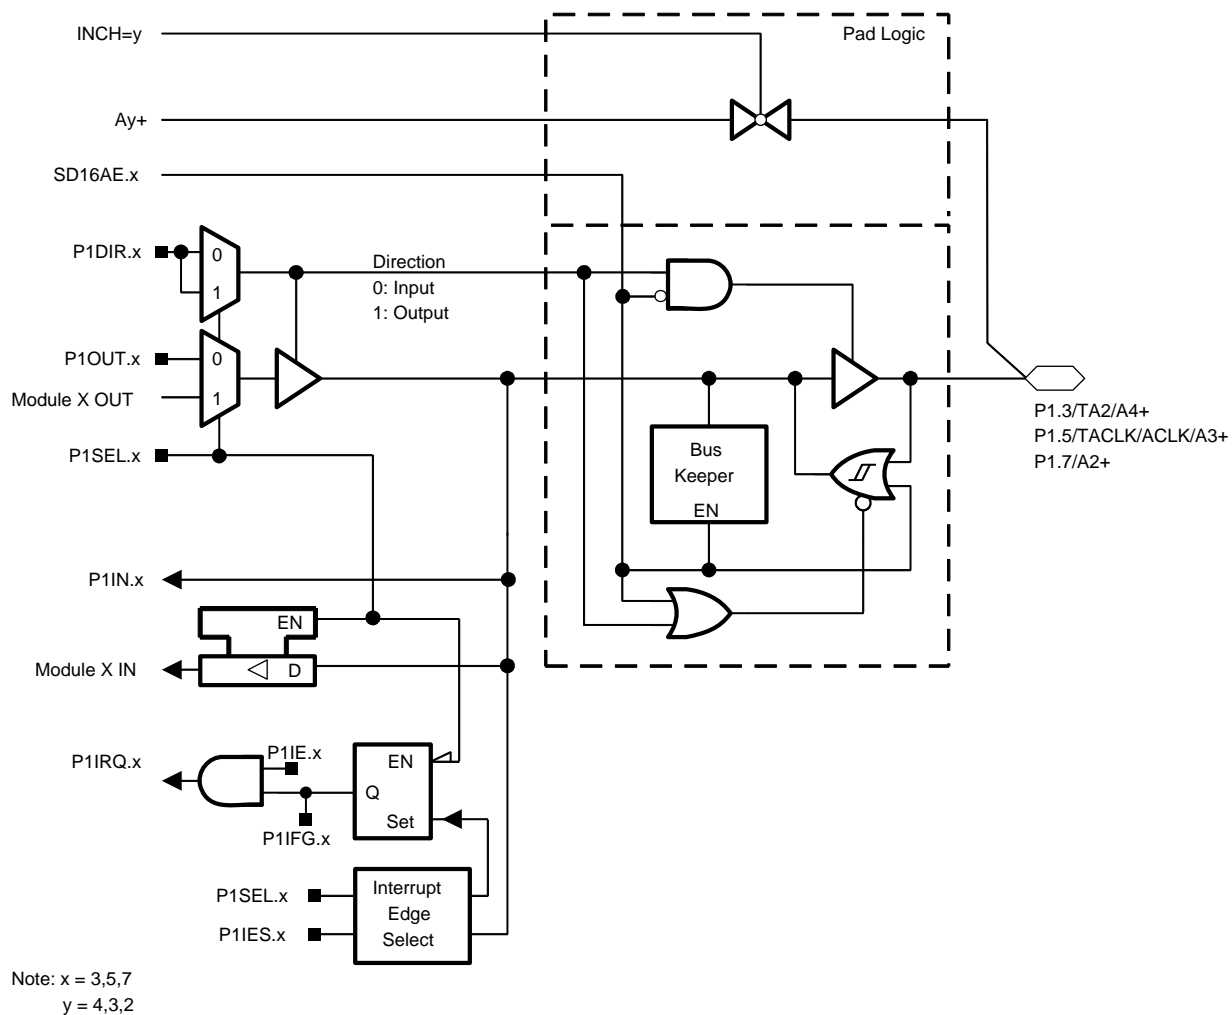 INCH=y
Pad Logic
Ay+
SD16AE.x
P1DIR.x
0
1
Direction
0: Input
1: Output
P1OUT.x
0
Module X OUT
1
P1SEL.x
Bus
Keeper
EN
P1.3/TA2/A4+
P1.5/TACLK/ACLK/A3+
P1.7/A2+
P1IN.x
EN
Module X IN
D
P1IRQ.x
P1IE.x
P1IFG.x
EN
Q
Set
P1SEL.x
P1IES.x
Interrupt
Edge
Select
Note: x = 3,5,7
y = 4,3,2